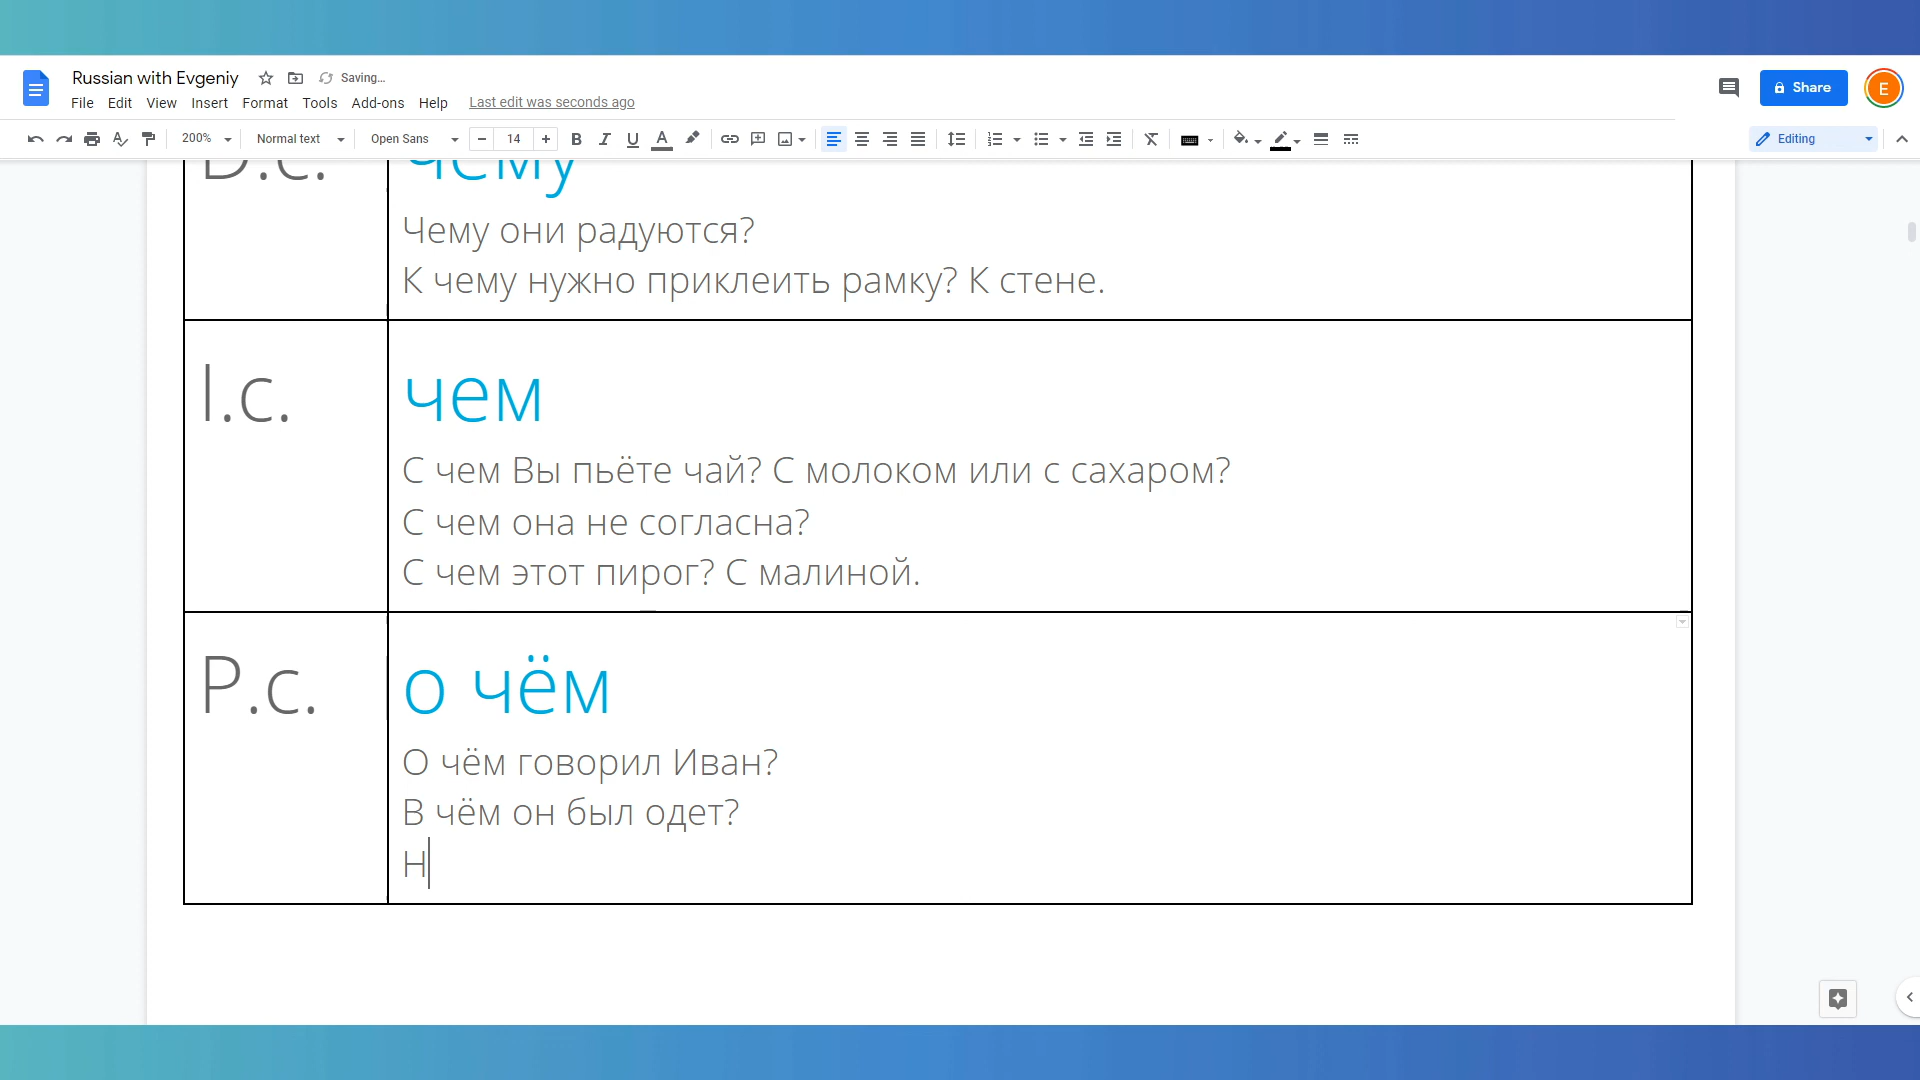 Russian with Evgeniy Saving...
File Edit View Insert Format Tools Add-ons Help Last edit was seconds ago
Share
E
200% Normal text Open Sans 14 B I U A Editing
D.c. чему
Чему они радуются?
К чему нужно приклеить рамку? К стене.
I.c. чем
С чем Вы пьёте чай? С молоком или с сахаром?
С чем она не согласна?
С чем этот пирог? С малиной.
P.c. о чём
О чём говорил Иван?
В чём он был одет?
Н